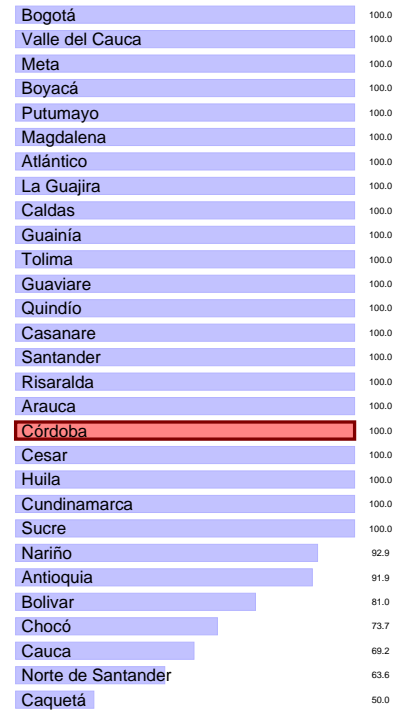 Bogotá 100.0
Valle del Cauca 100.0
Meta 100.0
Boyacá 100.0
Putumayo 100.0
Magdalena 100.0
Atlántico 100.0
La Guajira 100.0
Caldas 100.0
Guainía 100.0
Tolima 100.0
Guaviare 100.0
Quindío 100.0
Casanare 100.0
Santander 100.0
Risaralda 100.0
Arauca 100.0
Córdoba 100.0
Cesar 100.0
Huila 100.0
Cundinamarca 100.0
Sucre 100.0
Nariño 92.9
Antioquia 91.9
Bolivar 81.0
Chocó 73.7
Cauca 69.2
Norte de Santander 63.6
Caquetá 50.0